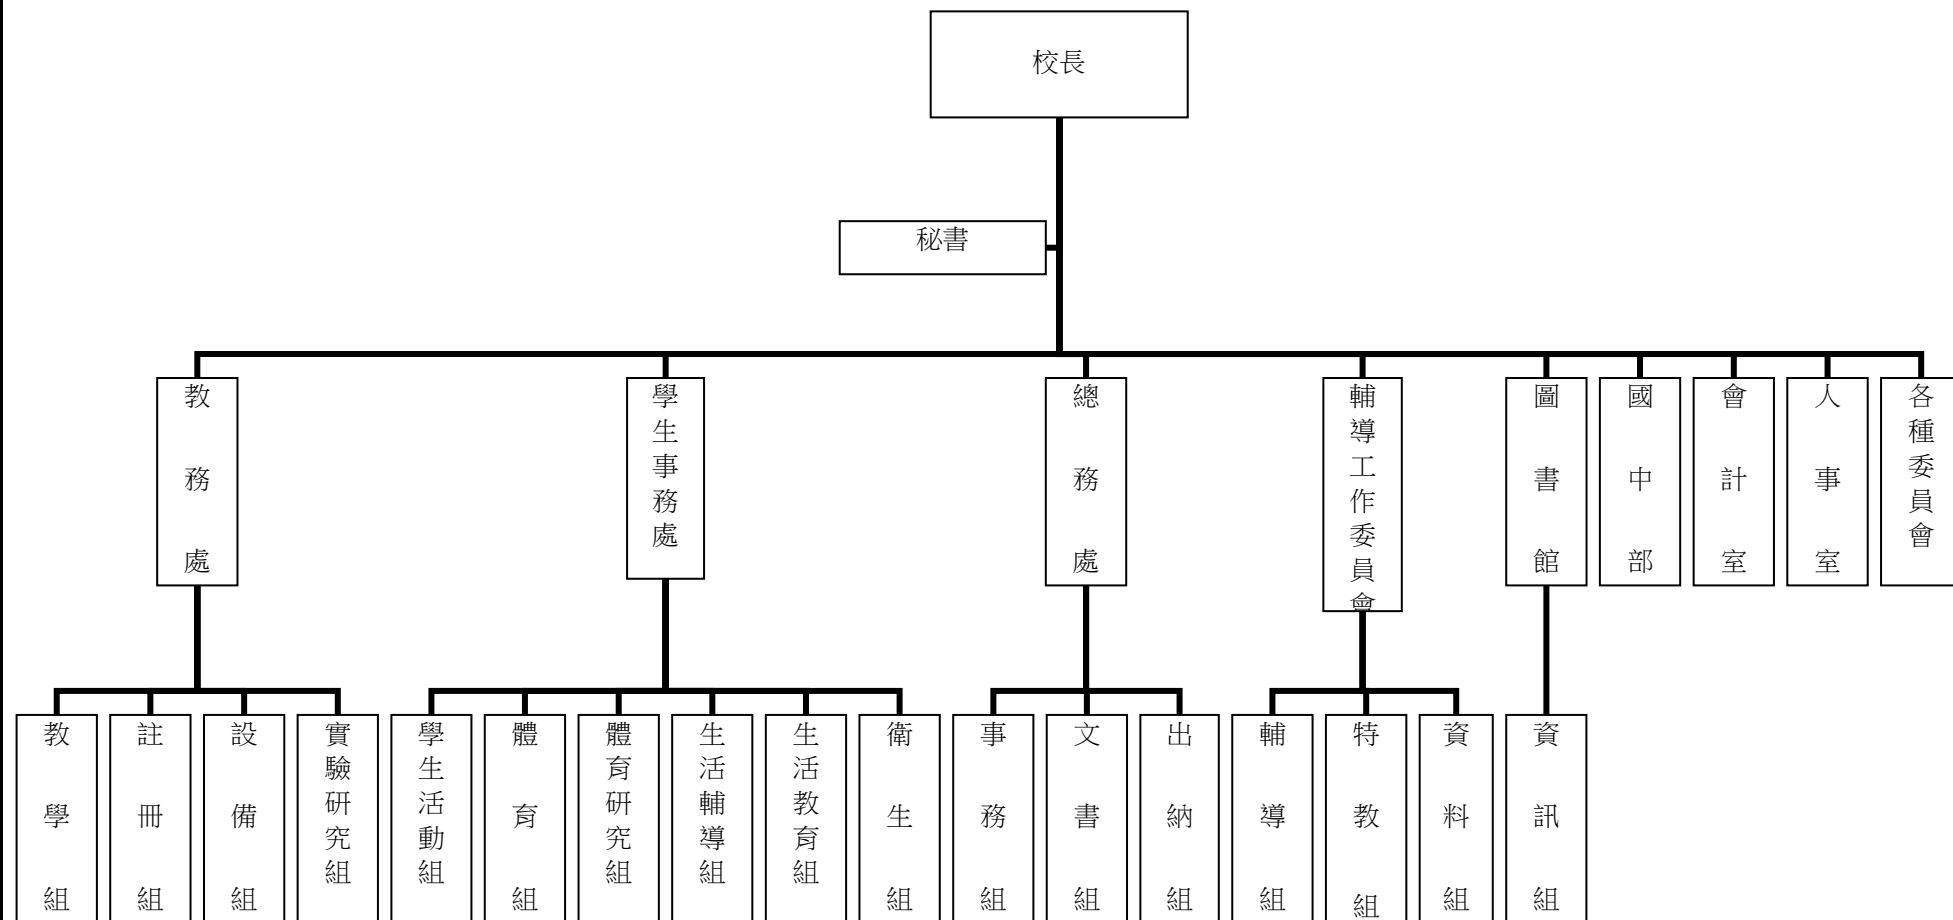 校長
秘書
教務處
學生事務處
總務處
輔導工作委員會
圖書館
國中部
會計室
人事室
各種委員會
教學組
註冊組
設備組
實驗研究組
學生活動組
體育組
體育研究組
生活輔導組
生活教育組
衛生組
事務組
文書組
出納組
輔導組
特教組
資料組
資訊組